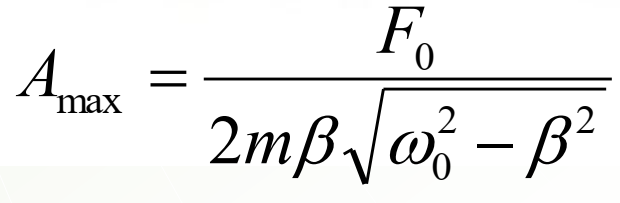 A_max = F_0 / (2mβ√(ω_0^2 − β^2))